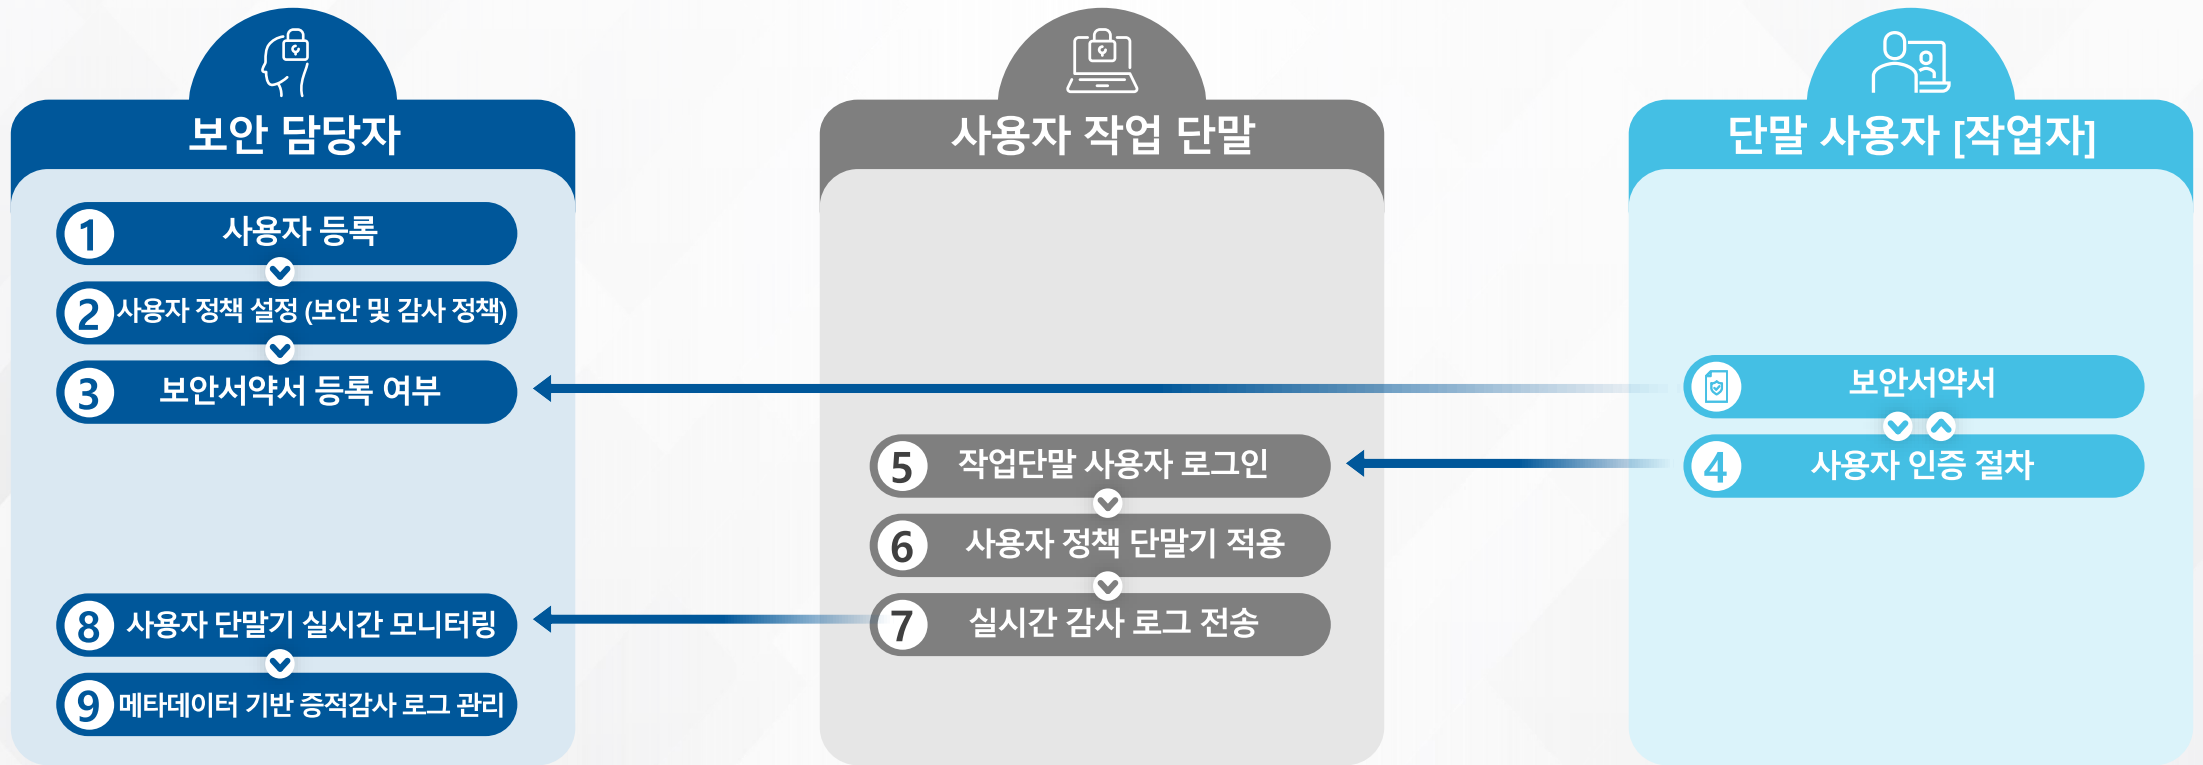 보안 담당자
1 사용자 등록
2 사용자 정책 설정 (보안 및 감사 정책)
3 보안서약서 등록 여부
8 사용자 단말기 실시간 모니터링
9 메타데이터 기반 증적감사 로그 관리
사용자 작업 단말
5 작업단말 사용자 로그인
6 사용자 정책 단말기 적용
7 실시간 감사 로그 전송
단말 사용자 [작업자]
보안서약서
4 사용자 인증 절차